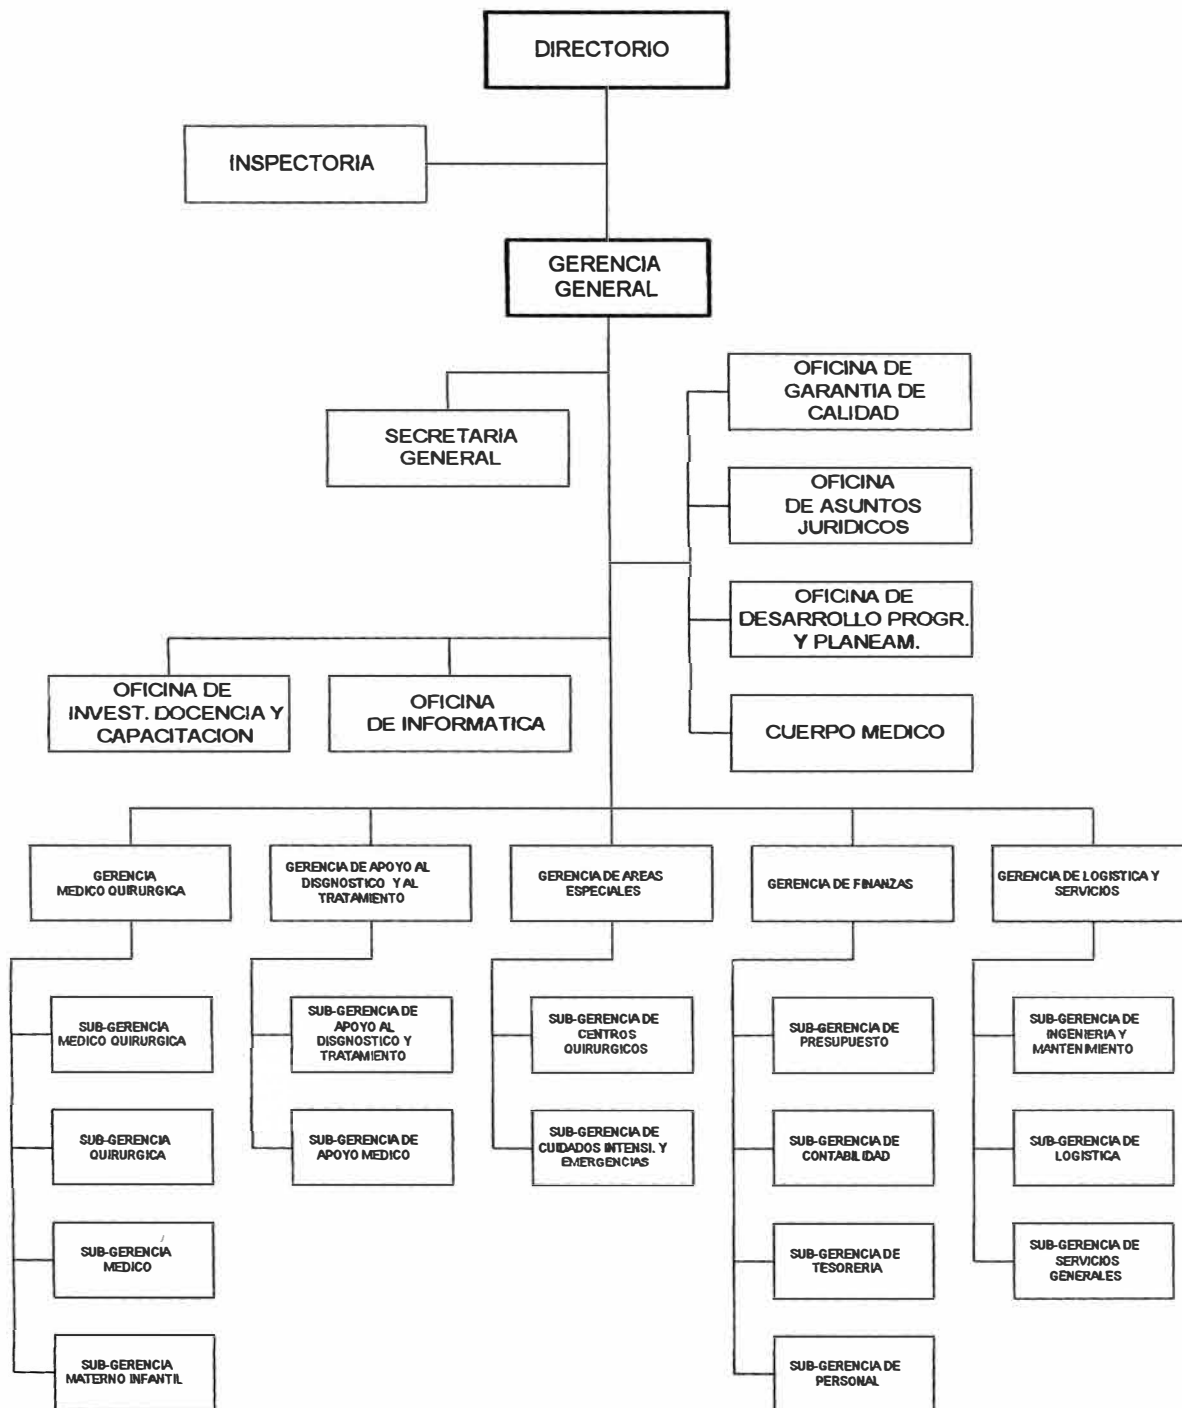 DIRECTORIO
INSPECTORIA
GERENCIA
GENERAL
SECRETARIA
GENERAL
OFICINA DE
GARANTIA DE
CALIDAD
OFICINA
DE ASUNTOS
JURIDICOS
OFICINA DE
DESARROLLO PROGR.
Y PLANEAM.
CUERPO MEDICO
OFICINA DE
INVEST. DOCENCIA Y
CAPACITACION
OFICINA
DE INFORMATICA
GERENCIA
MEDICO QUIRURGICA
GERENCIA DE APOYO AL
DISGNOSTICO Y AL
TRATAMIENTO
GERENCIA DE AREAS
ESPECIALES
GERENCIA DE FINANZAS
GERENCIA DE LOGISTICA Y
SERVICIOS
SUB-GERENCIA
MEDICO QUIRURGICA
SUB-GERENCIA
QUIRURGICA
SUB-GERENCIA
MEDICO
SUB-GERENCIA
MATERNO INFANTIL
SUB-GERENCIA DE
APOYO AL
DISGNOSTICO Y
TRATAMIENTO
SUB-GERENCIA DE
APOYO MEDICO
SUB-GERENCIA DE
CENTROS
QUIRURGICOS
SUB-GERENCIA DE
CUIDADOS INTENSI. Y
EMERGENCIAS
SUB-GERENCIA DE
PRESUPUESTO
SUB-GERENCIA DE
CONTABILIDAD
SUB-GERENCIA DE
TESORERIA
SUB-GERENCIA DE
PERSONAL
SUB-GERENCIA DE
INGENIERIA Y
MANTENIMIENTO
SUB-GERENCIA DE
LOGISTICA
SUB-GERENCIA DE
SERVICIOS
GENERALES